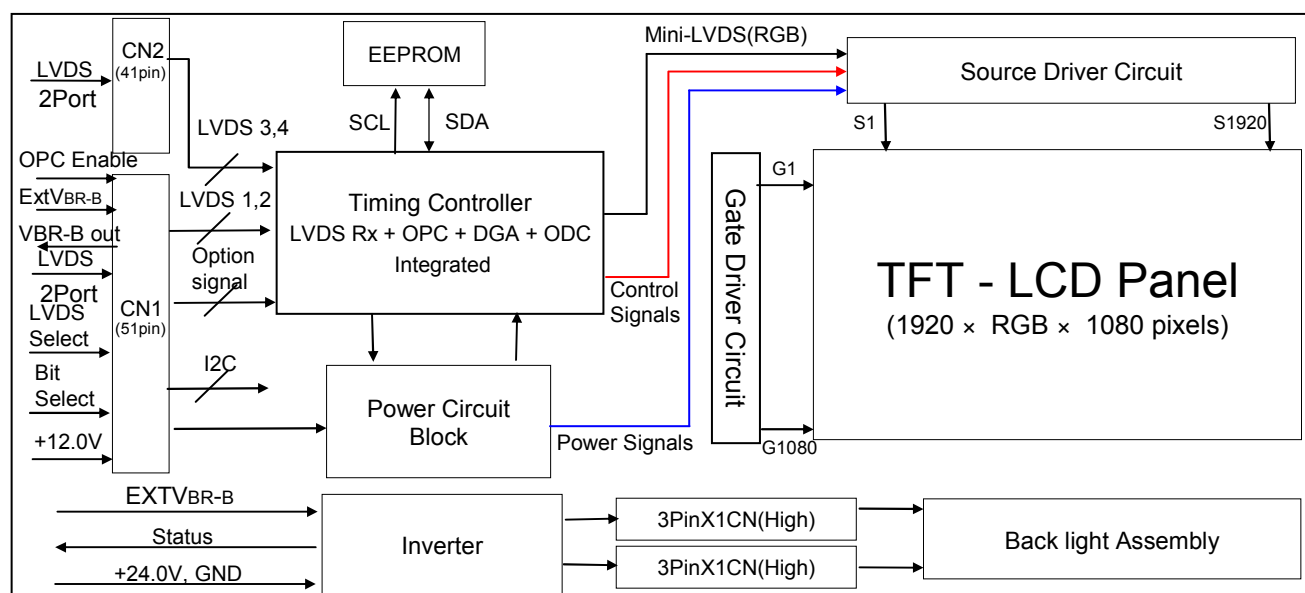 CN2
(41pin)
LVDS
2Port
EEPROM
SCL
SDA
Mini-LVDS(RGB)
Source Driver Circuit
S1
S1920
LVDS 3,4
OPC Enable
ExtVBR-B
VBR-B out
LVDS
2Port
LVDS
Select
Bit
Select
+12.0V
CN1
(51pin)
LVDS 1,2
Option
signal
I2C
Timing Controller
LVDS Rx + OPC + DGA + ODC
Integrated
Control
Signals
Power Circuit
Block
Power Signals
Gate Driver Circuit
G1
G1080
TFT - LCD Panel
(1920 × RGB × 1080 pixels)
EXTVBR-B
Status
+24.0V, GND
Inverter
3PinX1CN(High)
3PinX1CN(High)
Back light Assembly